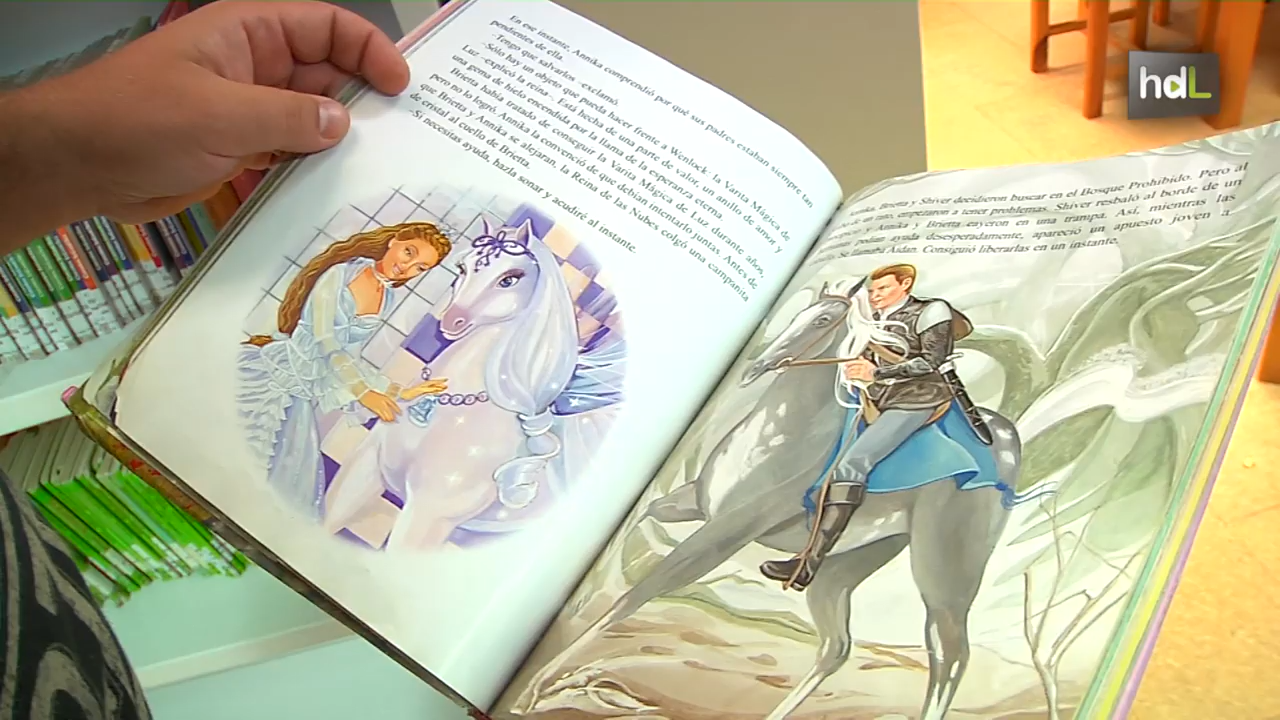 En ese instante, Annika comprendió por qué sus padres estaban siempre tan
pendientes de ella.
-Tengo que salvarlos -exclamó.
-Sólo hay un objeto que pueda hacer frente a Wenlock: la Varita Mágica de
Luz -explicó la reina-. Está hecha de una parte de valor, un anillo de amor y
una gema de hielo encendida por la llama de la esperanza eterna.
Brietta había tratado de conseguir la Varita Mágica de Luz durante años,
pero no lo logró. Annika la convenció de que debían intentarlo juntas. Antes de
que Brietta y Annika se alejaran, la Reina de las Nubes colgó una campanita
de cristal al cuello de Brietta.
-Si necesitas ayuda, hazla sonar y acudiré al instante.
Brietta y Shiver decidieron buscar en el Bosque Prohibido. Pero al
un rato, empezaron a tener problemas. Shiver resbaló al borde de un
y Annika y Brietta cayeron en una trampa. Así, mientras las
pedían ayuda desesperadamente, apareció un apuesto joven a
Se llamaba Aidan. Consiguió liberarlas en un instante.
hdL